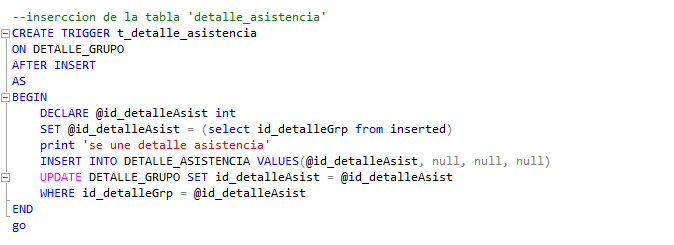 --inserccion de la tabla 'detalle_asistencia'
CREATE TRIGGER t_detalle_asistencia
ON DETALLE_GRUPO
AFTER INSERT
AS
BEGIN
DECLARE @id_detalleAsist int
SET @id_detalleAsist = (select id_detalleGrp from inserted)
print 'se une detalle asistencia'
INSERT INTO DETALLE_ASISTENCIA VALUES(@id_detalleAsist, null, null, null)
UPDATE DETALLE_GRUPO SET id_detalleAsist = @id_detalleAsist
WHERE id_detalleGrp = @id_detalleAsist
END
go